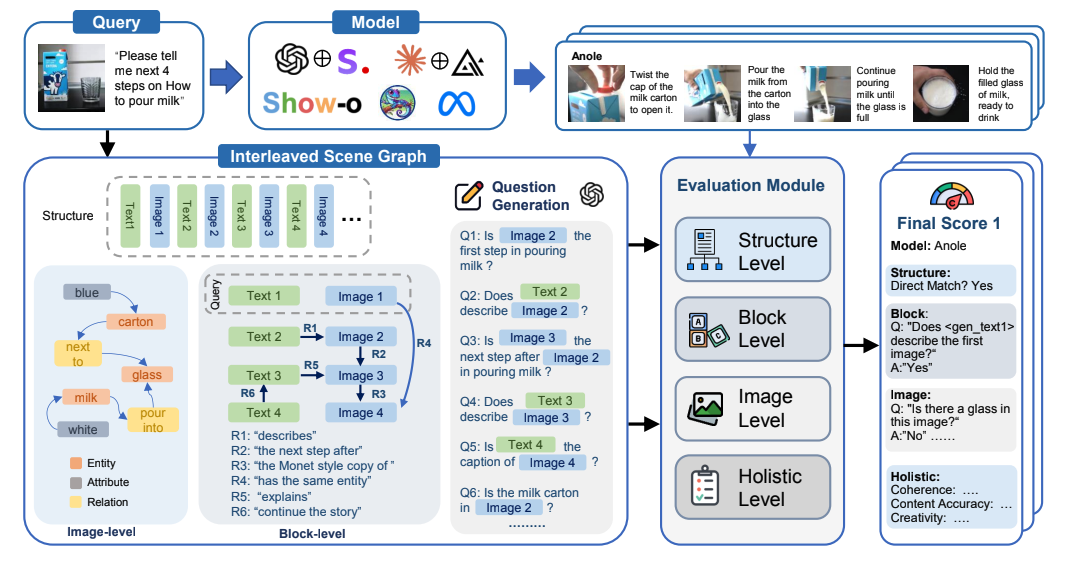 Query
"Please tell
me next 4
steps on How
to pour milk"
Model
S.
Show-o
Anole
Twist the
cap of the
milk carton
to open it.
Pour the milk
from the
carton into
the glass
Continue
pouring
milk until
the glass is
full
Hold the
filled glass
of milk,
ready to
drink
Interleaved Scene Graph
Structure
Text1
Image 1
Text 2
Image 2
Text 3
Image 3
Text 4
Image 4
...
blue
carton
next
to
glass
milk
pour
into
white
Entity
Attribute
Relation
Image-level
Query
Text 1
Image 1
Text 2
R1
Image 2
R2
R4
Text 3
R5
Image 3
R6
R3
Text 4
Image 4
R1: "describes"
R2: "the next step after"
R3: "the Monet style copy of "
R4: "has the same entity"
R5: "explains"
R6: "continue the story"
Block-level
Question
Generation
Q1: Is Image 2 the
first step in pouring
milk ?
Q2: Does Text 2
describe Image 2 ?
Q3: Is Image 3 the
next step after Image 2
in pouring milk ?
Q4: Does Text 3
describe Image 3 ?
Q5: Is Text 4 the
caption of Image 4 ?
Q6: Is the milk carton
in Image 2 ?
.........
Evaluation Module
Structure
Level
A
B
C
Block
Level
Image
Level
Holistic
Level
C
Final Score 1
Model: Anole
Structure:
Direct Match? Yes
Block:
Q: "Does <gen_text1>
describe the first
image?"
A:"Yes"
Image:
Q: "Is there a glass in
this image?"
A:"No" ......
Holistic:
Coherence: ....
Content Accuracy: ...
Creativity: ....